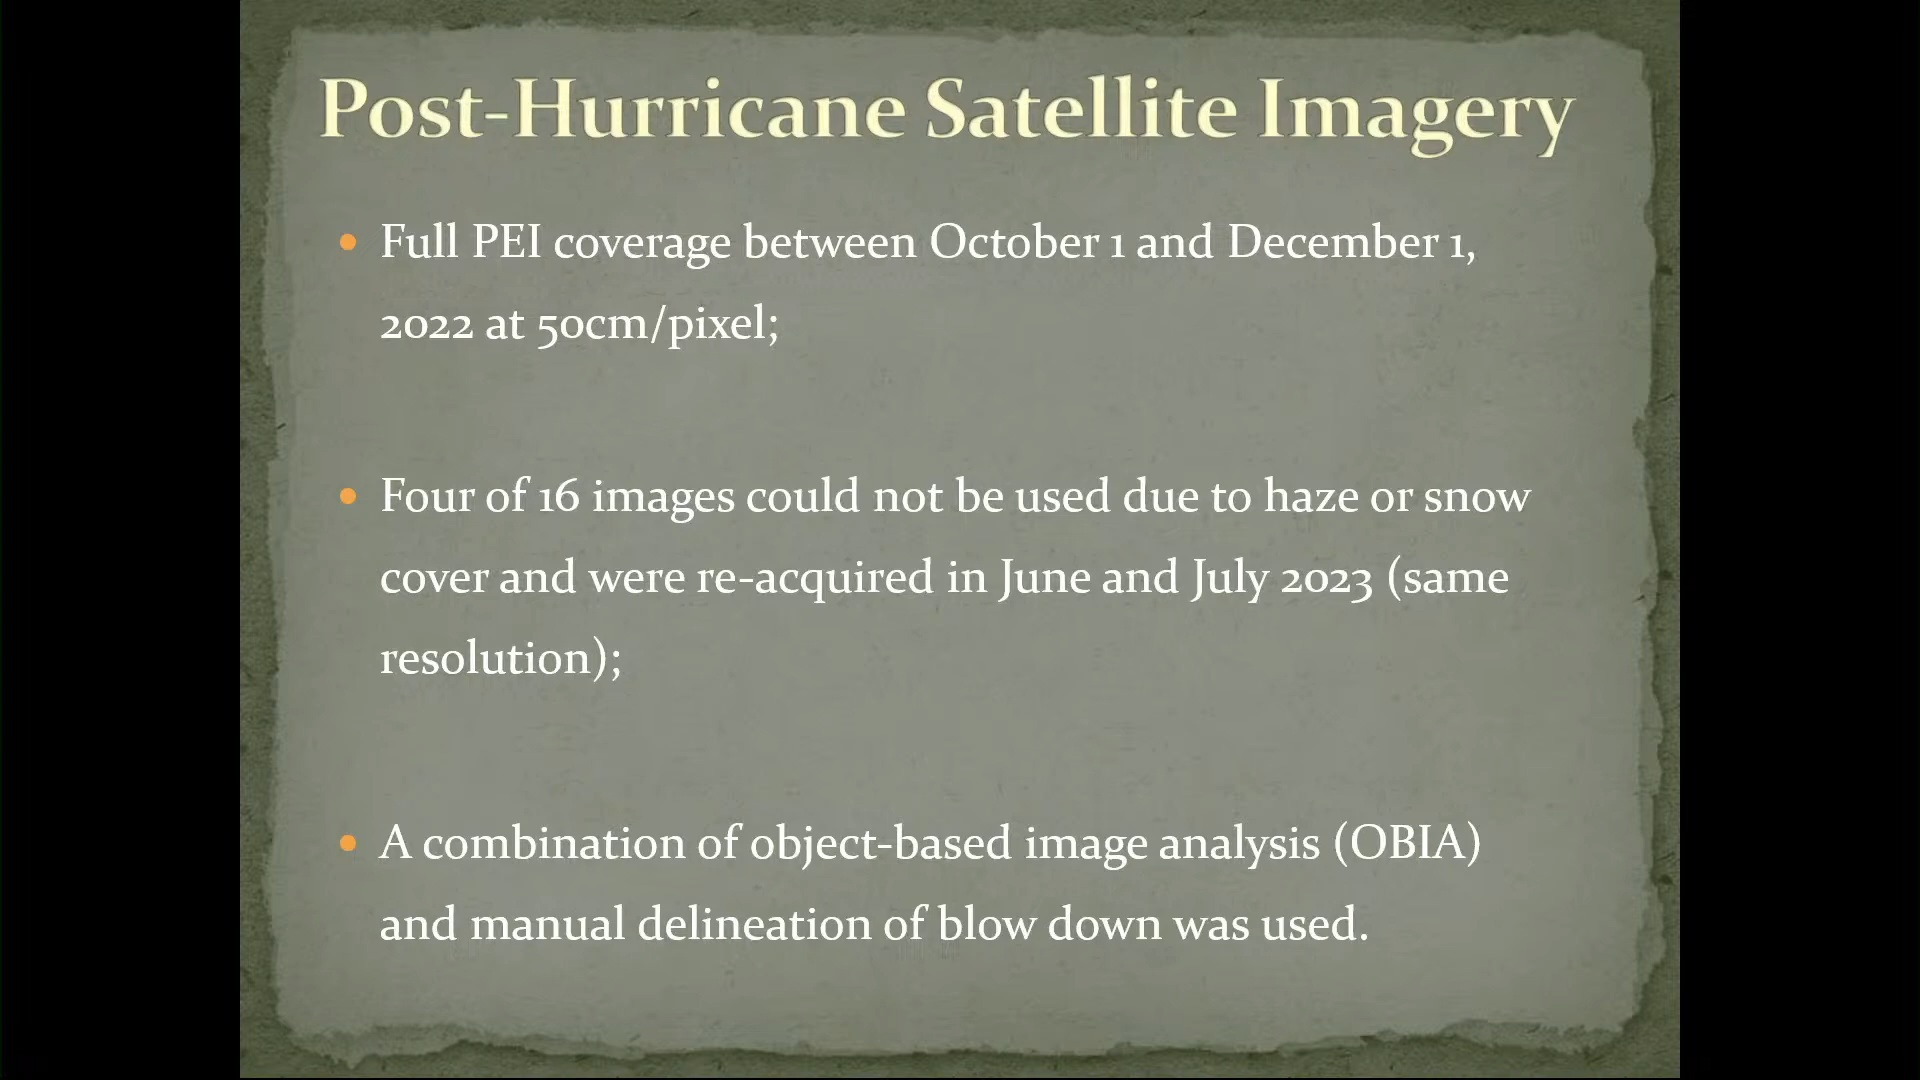 Post-Hurricane Satellite Imagery
• Full PEI coverage between October 1 and December 1,
2022 at 50cm/pixel;
• Four of 16 images could not be used due to haze or snow
cover and were re-acquired in June and July 2023 (same
resolution);
• A combination of object-based image analysis (OBIA)
and manual delineation of blow down was used.